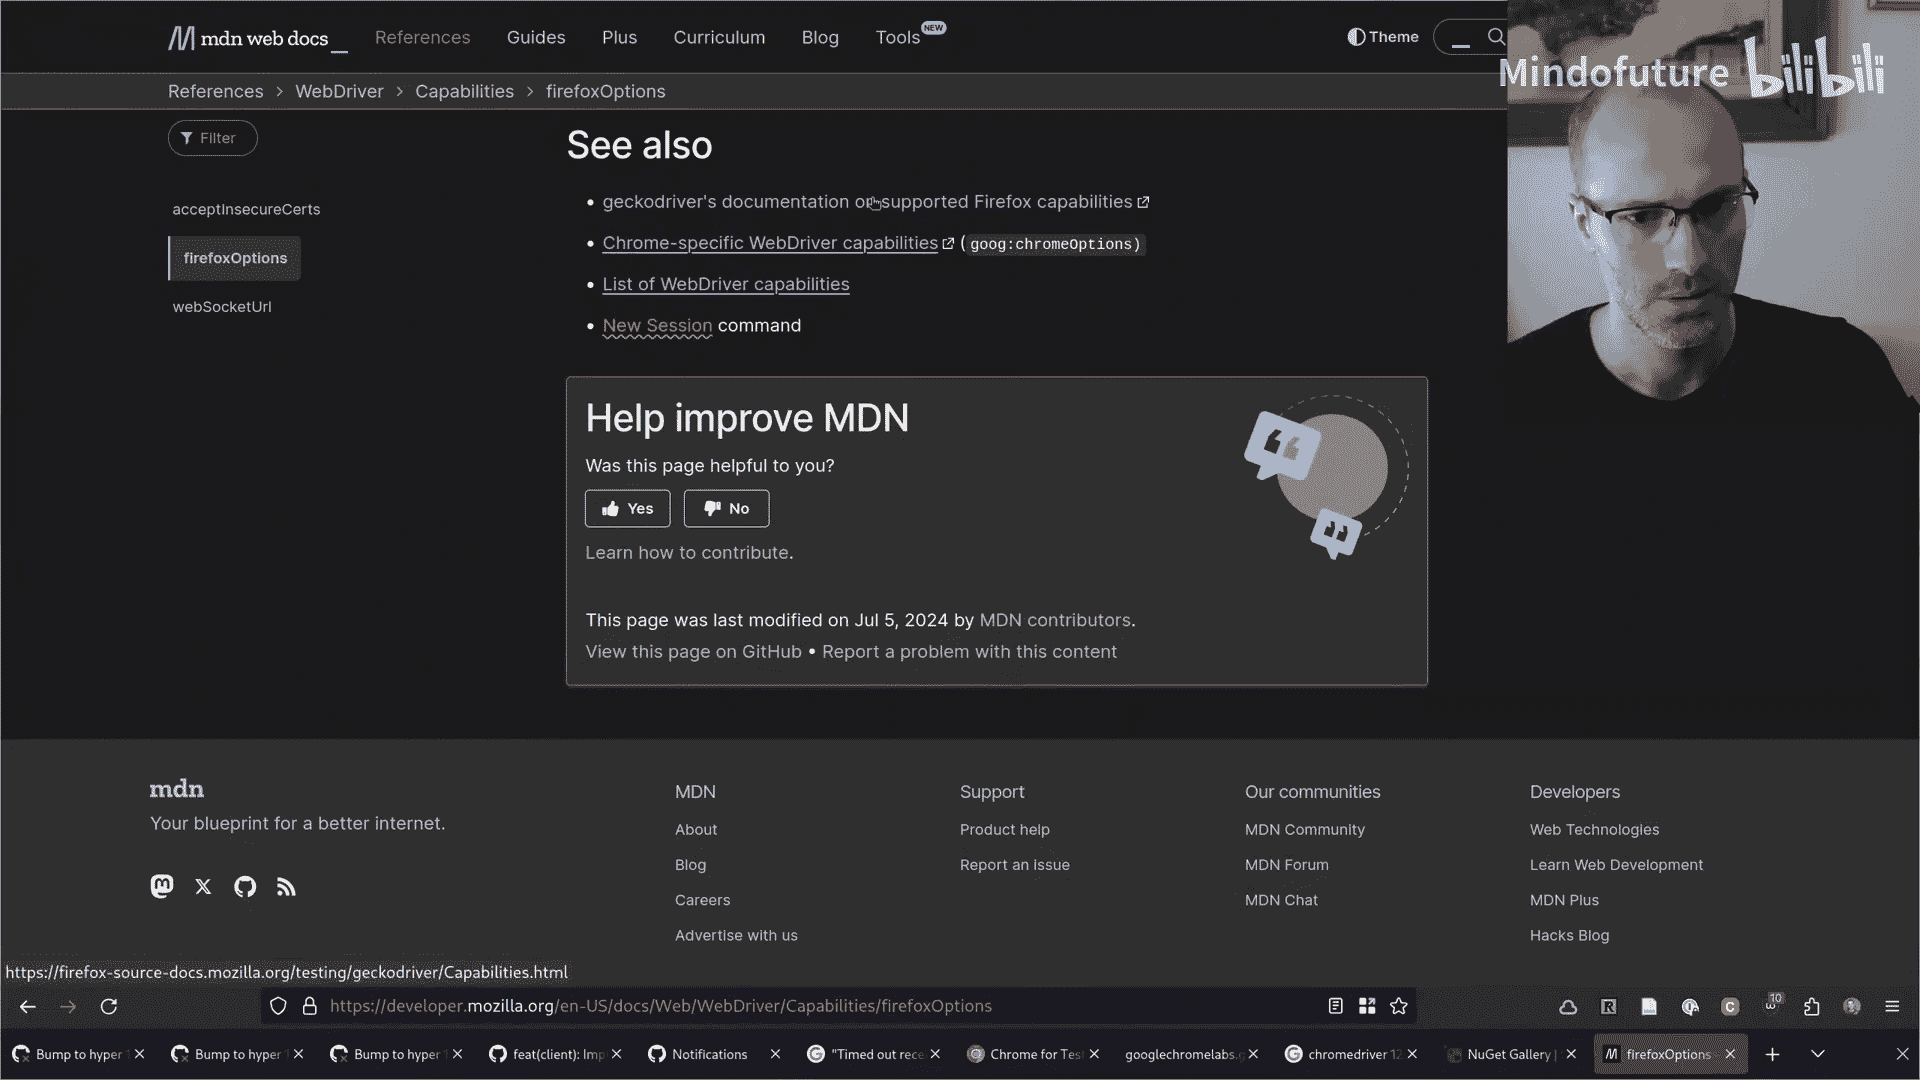 mdn web docs_
References
Guides
Plus
Curriculum
Blog
Tools NEW
Theme
Mindofuture bilibili
References > WebDriver > Capabilities > firefoxOptions
Filter
acceptInsecureCerts
firefoxOptions
webSocketUrl
See also
• geckodriver's documentation on supported Firefox capabilities
• Chrome-specific WebDriver capabilities (goog:chromeOptions)
• List of WebDriver capabilities
• New Session command
Help improve MDN
Was this page helpful to you?
Yes
No
Learn how to contribute.
This page was last modified on Jul 5, 2024 by MDN contributors.
View this page on GitHub • Report a problem with this content
mdn
Your blueprint for a better internet.
MDN
About
Blog
Careers
Advertise with us
Support
Product help
Report an issue
Our communities
MDN Community
MDN Forum
MDN Chat
Developers
Web Technologies
Learn Web Development
MDN Plus
Hacks Blog
https://firefox-source-docs.mozilla.org/testing/geckodriver/Capabilities.html
https://developer.mozilla.org/en-US/docs/Web/WebDriver/Capabilities/firefoxOptions
10
Bump to hyper
Bump to hyper
Bump to hyper
feat(client): Imp
Notifications
"Timed out rece
Chrome for Tes
googlechromelabs.g
chromedriver 12
NuGet Gallery |
firefoxOptions